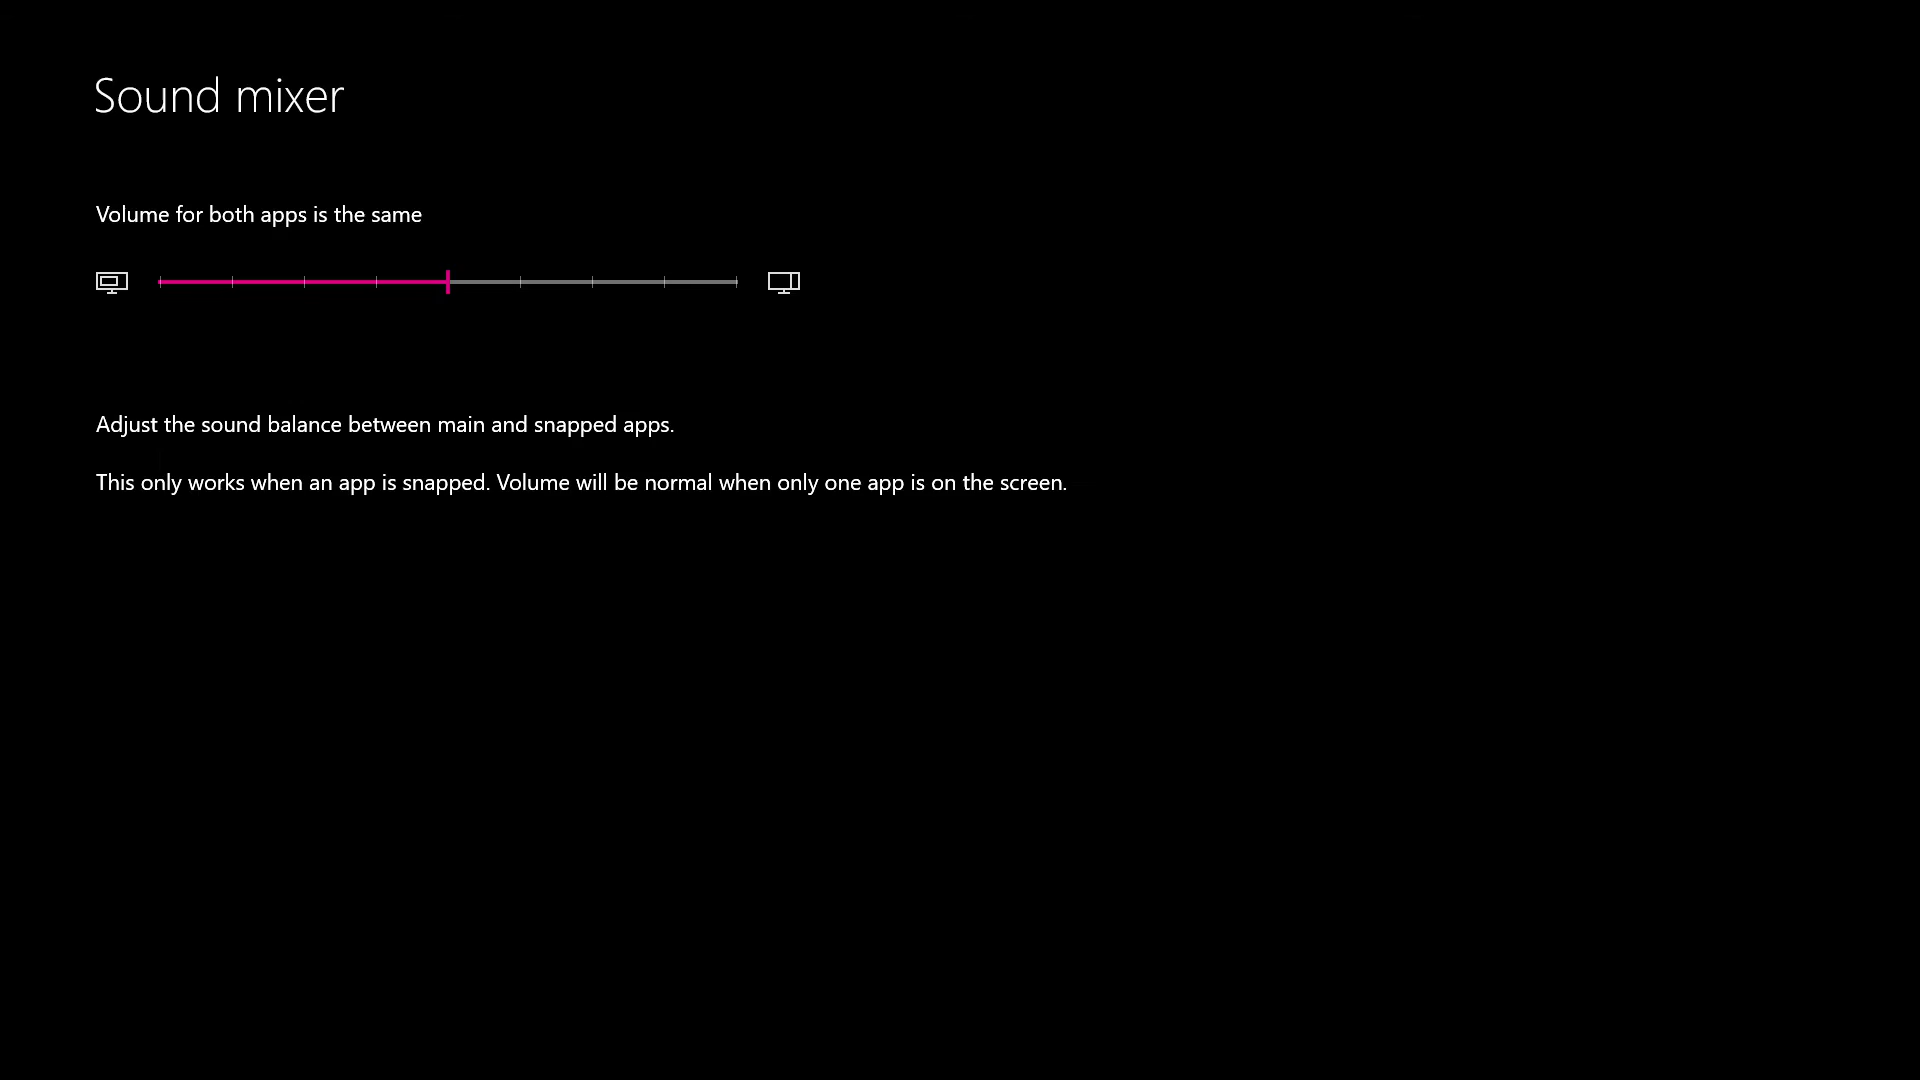 Sound mixer
Volume for both apps is the same
Adjust the sound balance between main and snapped apps.
This only works when an app is snapped. Volume will be normal when only one app is on the screen.